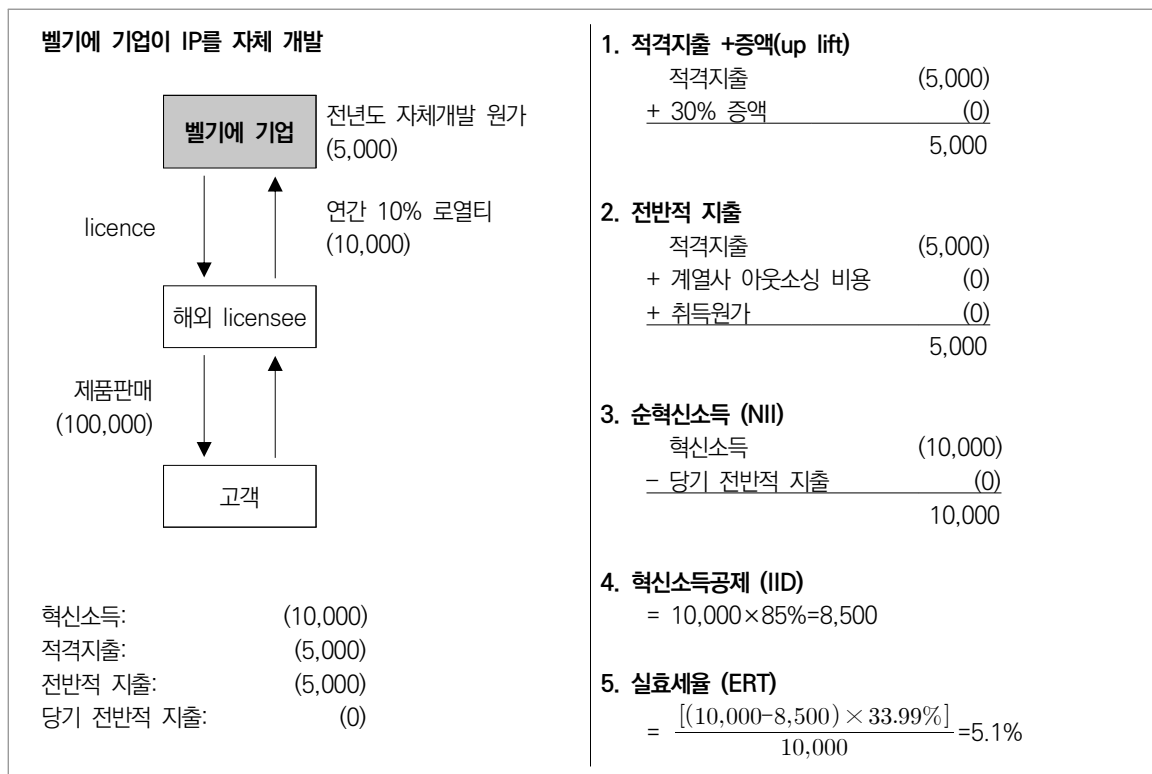 벨기에 기업이 IP를 자체 개발
벨기에 기업
전년도 자체개발 원가
(5,000)
licence
연간 10% 로열티
(10,000)
해외 licensee
제품판매
(100,000)
고객
혁신소득: (10,000)
적격지출: (5,000)
전반적 지출: (5,000)
당기 전반적 지출: (0)
1. 적격지출 +증액(up lift)
적격지출 (5,000)
+ 30% 증액 (0)
5,000
2. 전반적 지출
적격지출 (5,000)
+ 계열사 아웃소싱 비용 (0)
+ 취득원가 (0)
5,000
3. 순혁신소득 (NII)
혁신소득 (10,000)
- 당기 전반적 지출 (0)
10,000
4. 혁신소득공제 (IID)
= 10,000×85%=8,500
5. 실효세율 (ERT)
= [(10,000-8,500) × 33.99%]
10,000
=5.1%